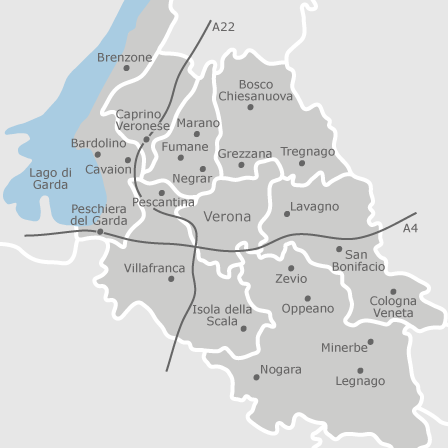 A22
Brenzone
Bosco
Chiesanuova
Caprino
Veronese
Marano
Bardolino
Fumane
Grezzana
Tregnago
Cavaion
Lago di
Garda
Negrar
Pescantina
Peschiera
del Garda
Verona
Lavagno
A4
San
Bonifacio
Villafranca
Zevio
Isola della
Scala
Oppeano
Cologna
Veneta
Minerbe
Nogara
Legnago